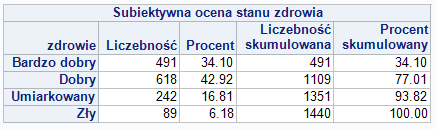 Subiektywna ocena stanu zdrowia
zdrowie Liczebność Procent Liczebność skumulowana Procent skumulowany
Bardzo dobry 491 34.10 491 34.10
Dobry 618 42.92 1109 77.01
Umiarkowany 242 16.81 1351 93.82
Zły 89 6.18 1440 100.00